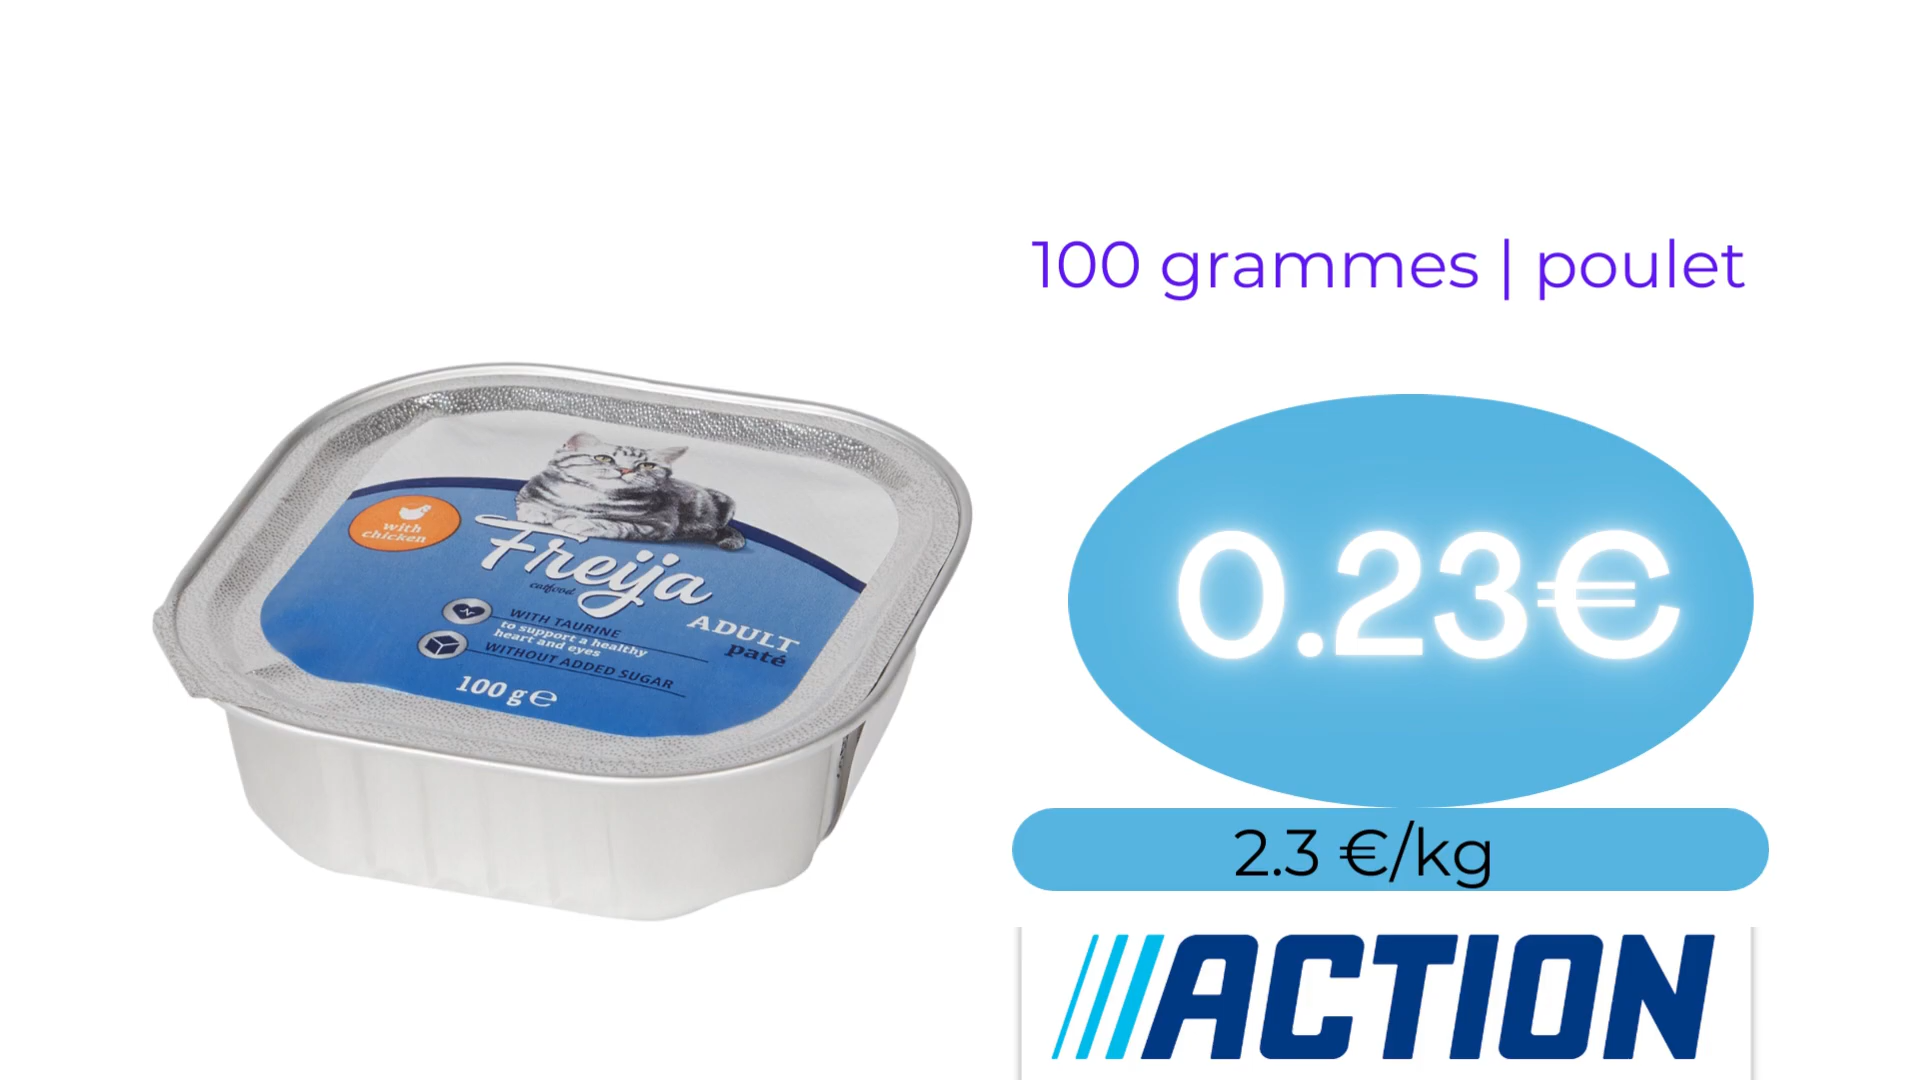 100 grammes | poulet
with
chicken
Freija
catfood
ADULT
paté
WITH TAURINE
to support a healthy
heart and eyes
WITHOUT ADDED SUGAR
100 g ℮
0.23€
2.3 €/kg
ACTION